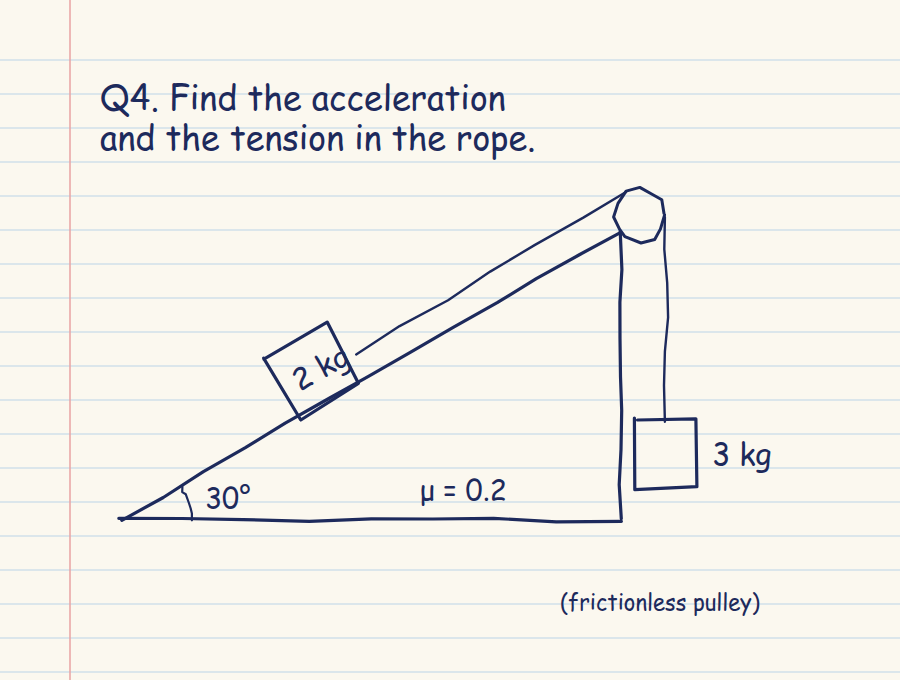 Q4. Find the acceleration
and the tension in the rope.
2 kg
3 kg
30°
μ = 0.2
(frictionless pulley)